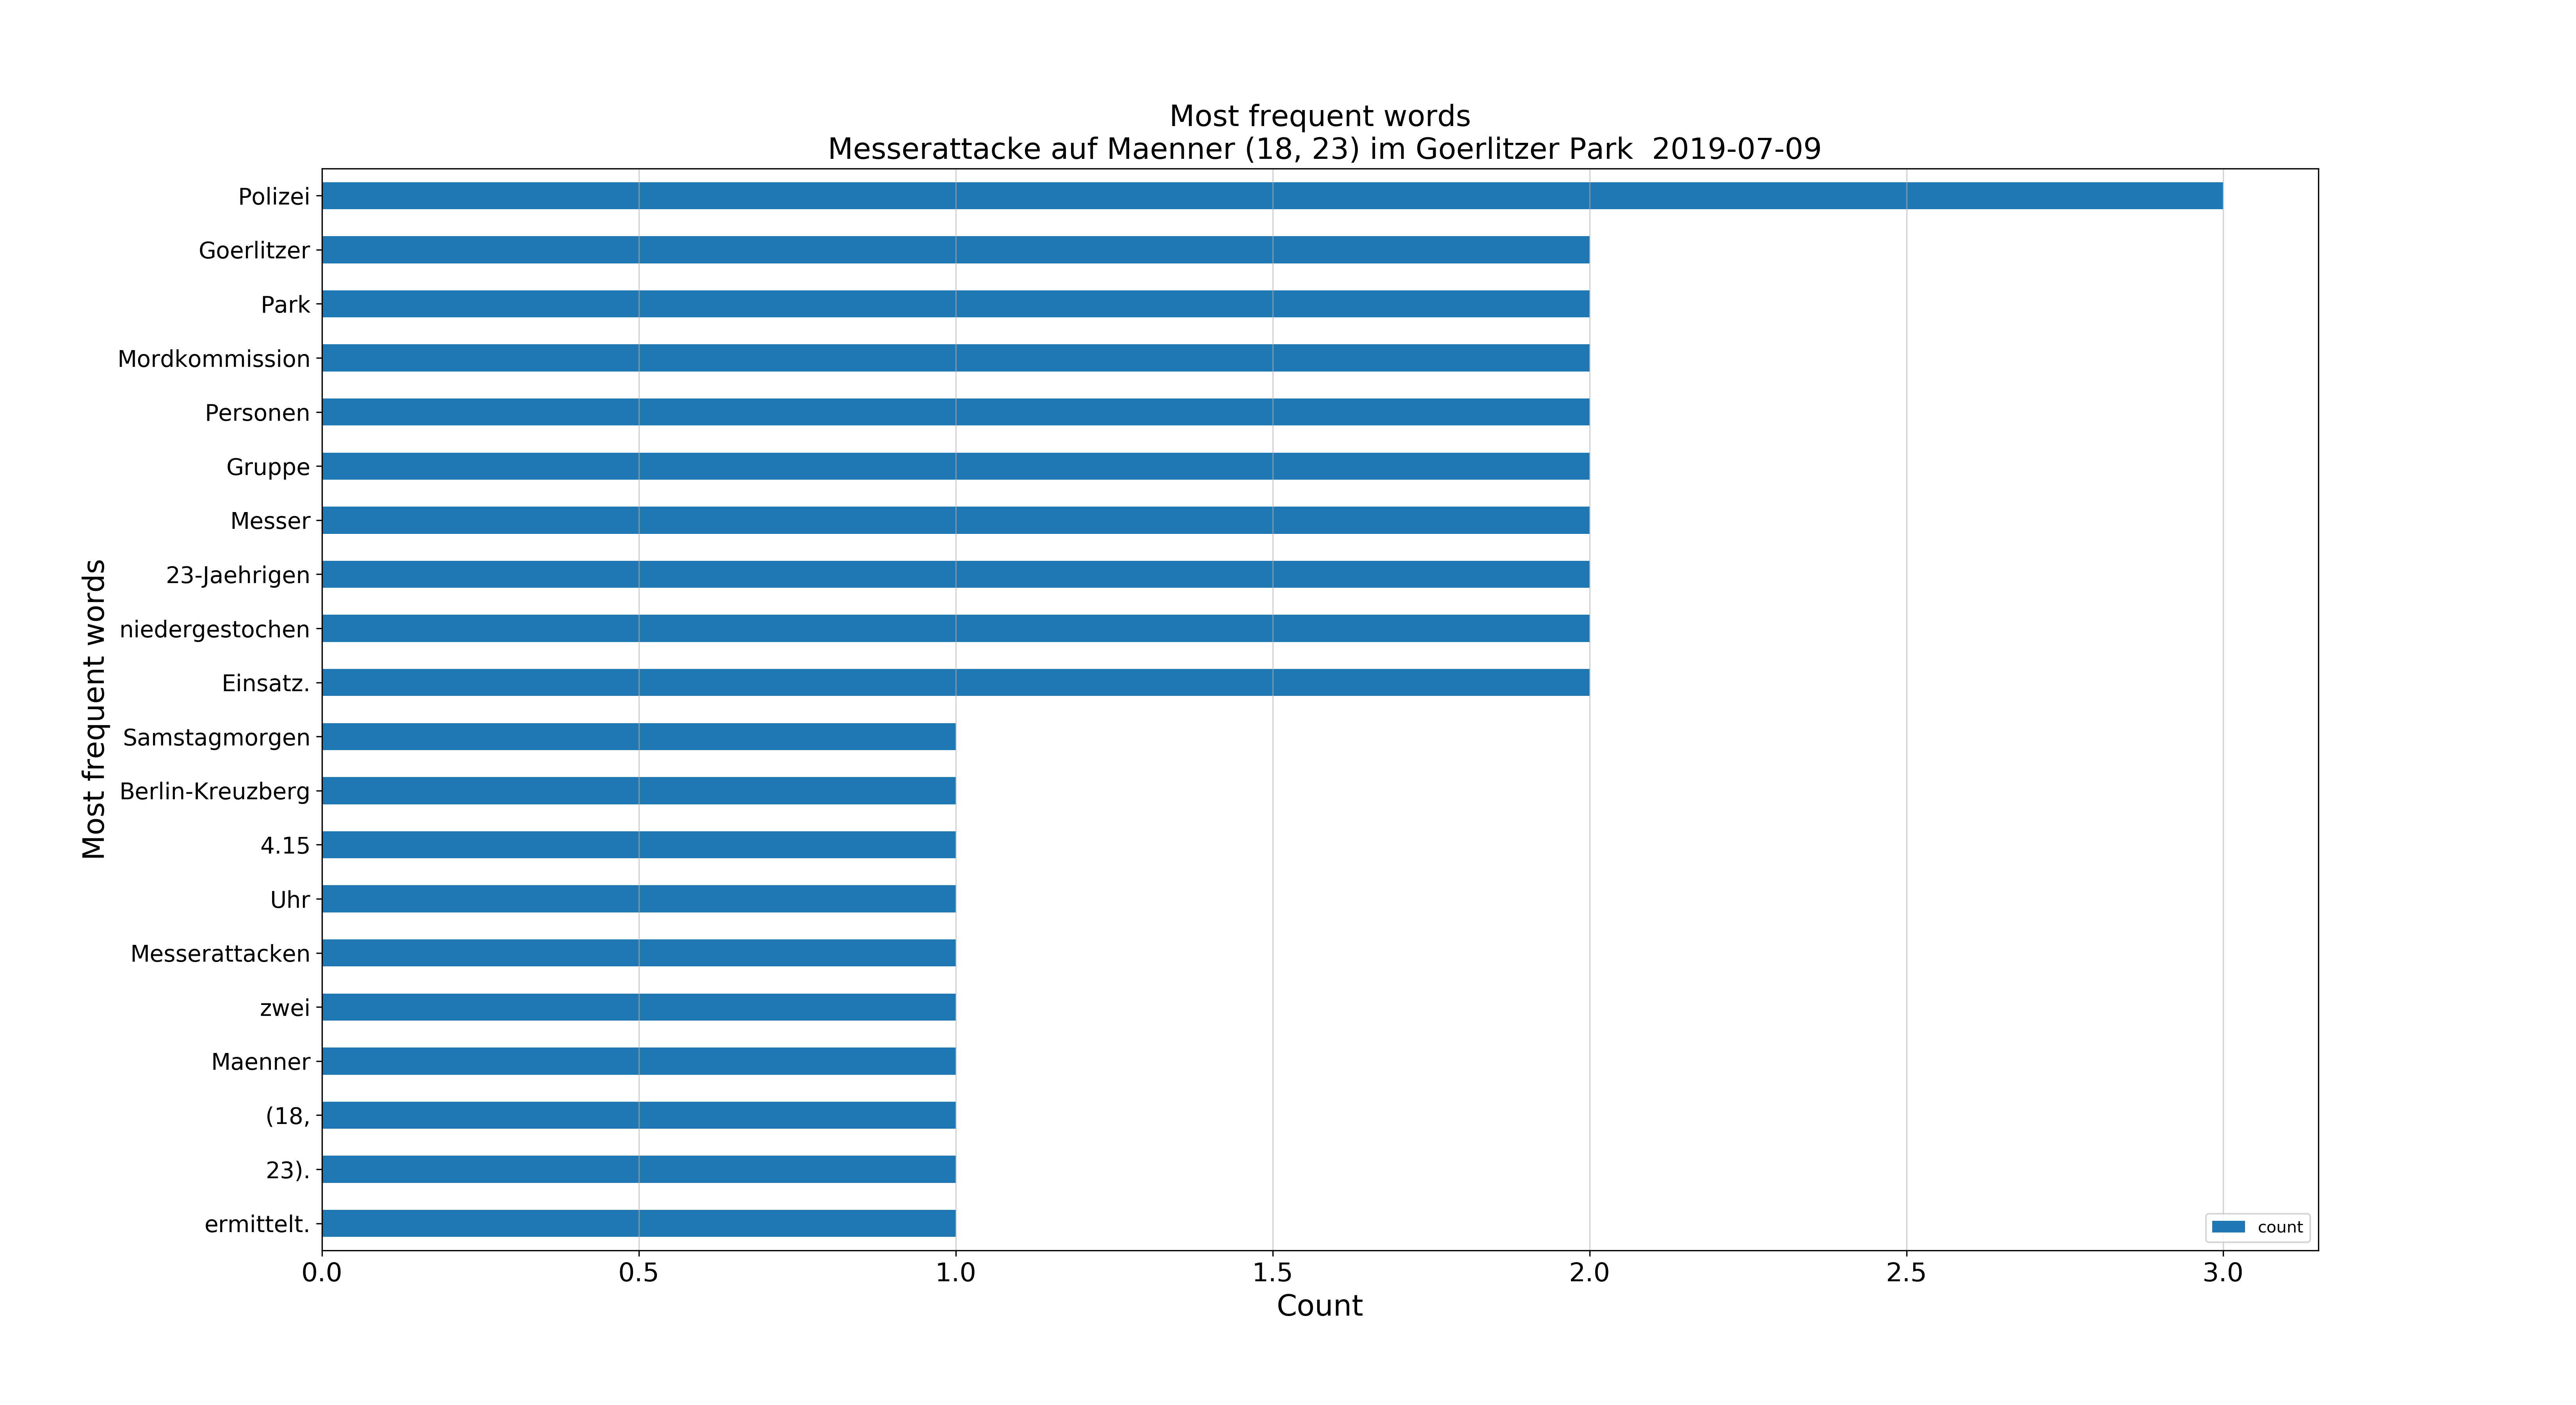 Most frequent words
Messerattacke auf Maenner (18, 23) im Goerlitzer Park  2019-07-09
Most frequent words
Polizei
Goerlitzer
Park
Mordkommission
Personen
Gruppe
Messer
23-Jaehrigen
niedergestochen
Einsatz.
Samstagmorgen
Berlin-Kreuzberg
4.15
Uhr
Messerattacken
zwei
Maenner
(18,
23).
ermittelt.
count
0.0 0.5 1.0 1.5 2.0 2.5 3.0
Count